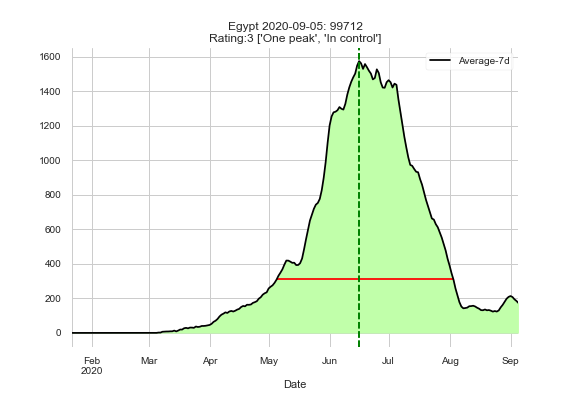 Egypt 2020-09-05: 99712
Rating:3 ['One peak', 'In control']
Average-7d
1600
1400
1200
1000
800
600
400
200
0
Feb Mar Apr May Jun Jul Aug Sep
2020
Date